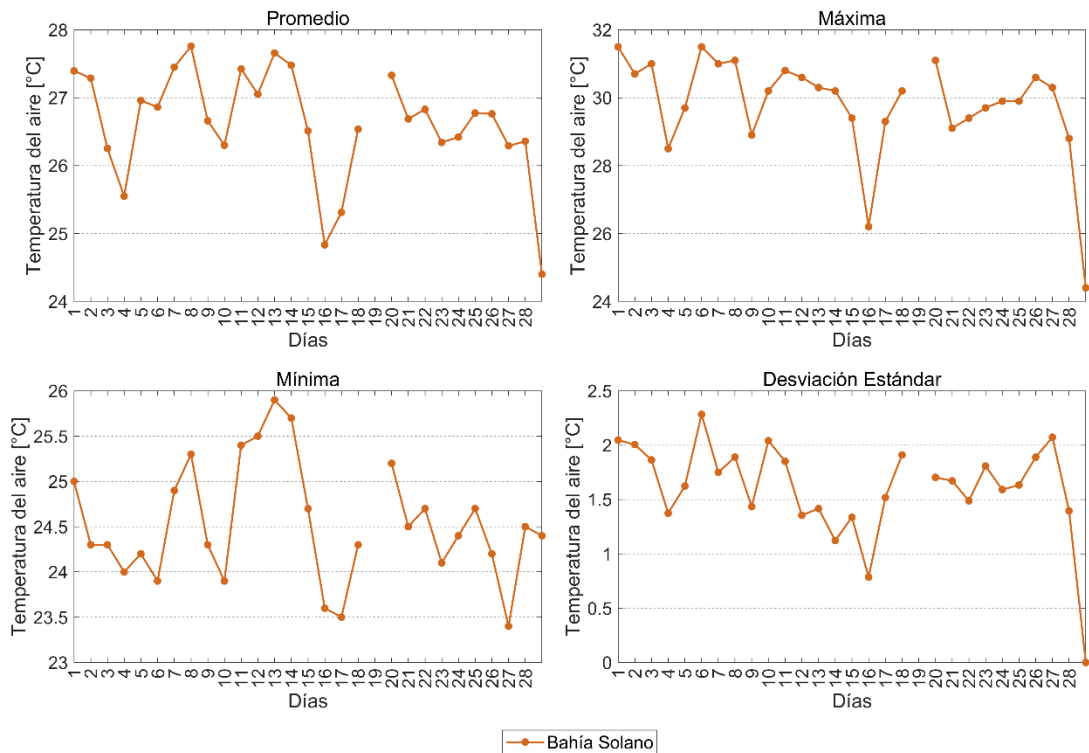 Promedio
Temperatura del aire [°C]
28
27
26
25
24
1 2 3 4 5 6 7 8 9 10 11 12 13 14 15 16 17 18 19 20 21 22 23 24 25 26 27 28
Días
Máxima
Temperatura del aire [°C]
32
30
28
26
24
1 2 3 4 5 6 7 8 9 10 11 12 13 14 15 16 17 18 19 20 21 22 23 24 25 26 27 28
Días
Mínima
Temperatura del aire [°C]
26
25.5
25
24.5
24
23.5
23
1 2 3 4 5 6 7 8 9 10 11 12 13 14 15 16 17 18 19 20 21 22 23 24 25 26 27 28
Días
Desviación Estándar
Temperatura del aire [°C]
2.5
2
1.5
1
0.5
0
1 2 3 4 5 6 7 8 9 10 11 12 13 14 15 16 17 18 19 20 21 22 23 24 25 26 27 28
Días
Bahía Solano